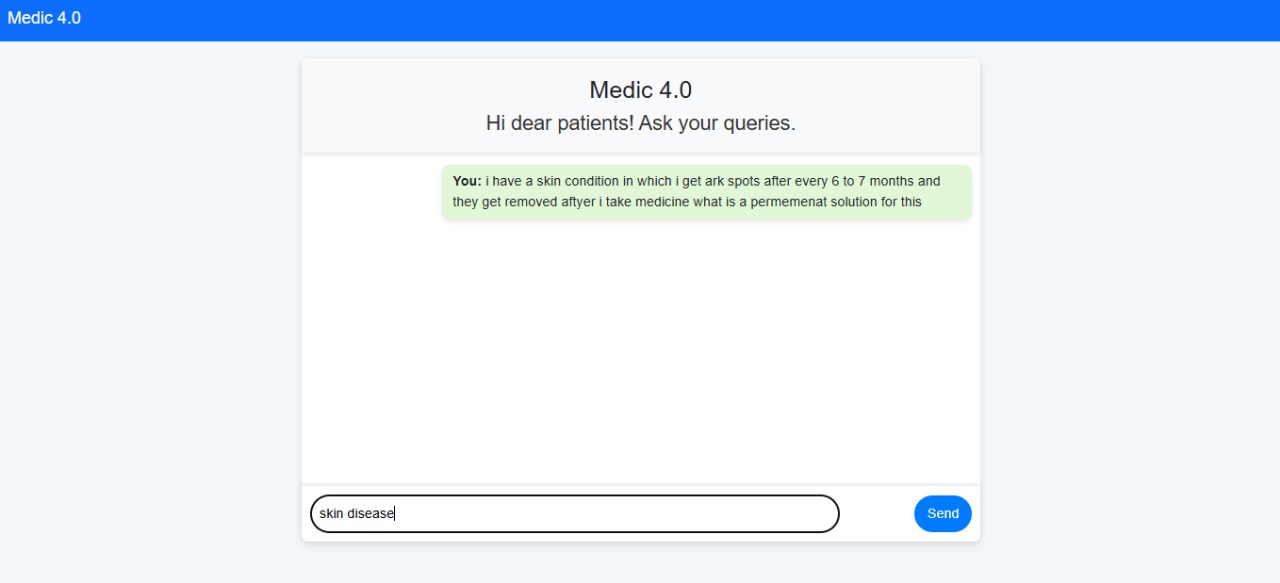 Medic 4.0
Medic 4.0
Hi dear patients! Ask your queries.
You: i have a skin condition in which i get ark spots after every 6 to 7 months and
they get removed aftyer i take medicine what is a permemenat solution for this
skin disease
Send